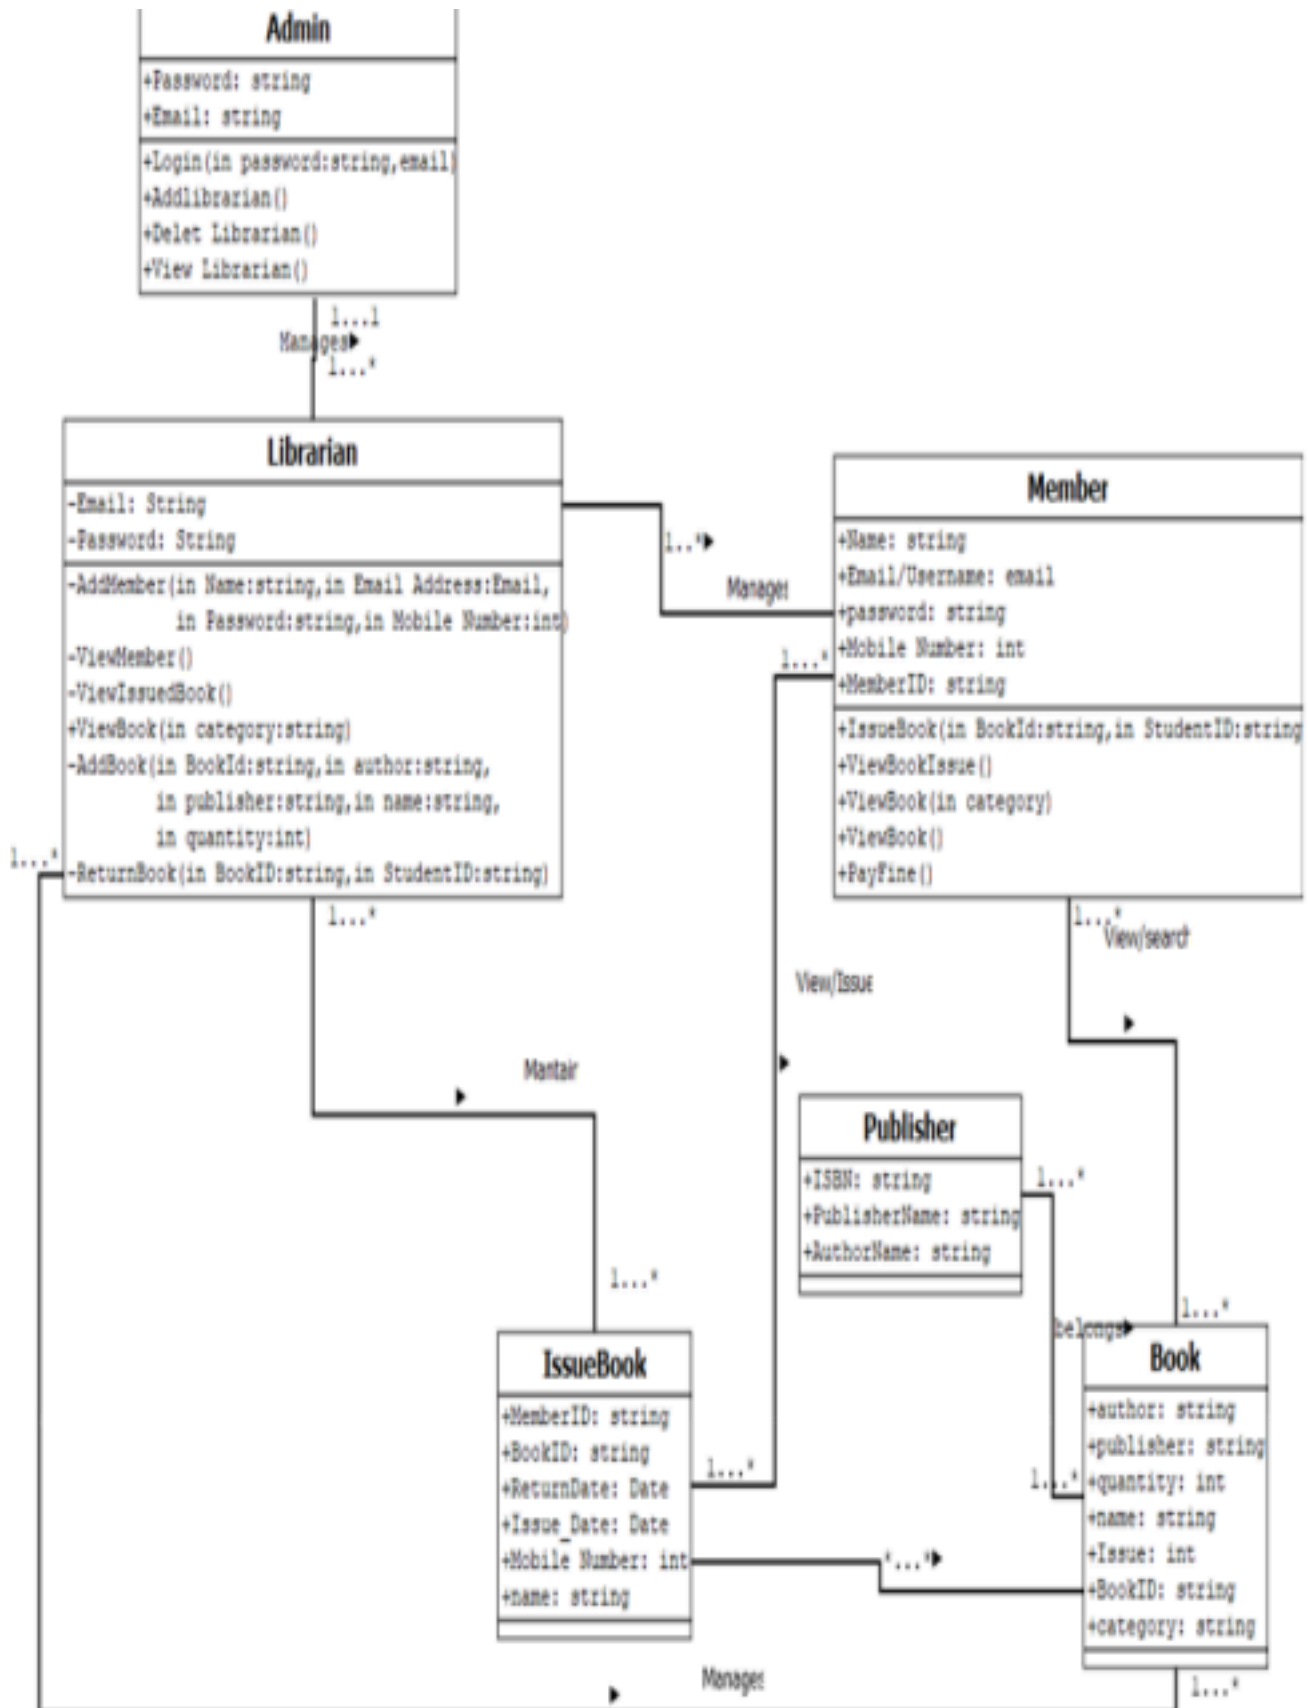 Admin
+Password: string
+Email: string
+Login(in password:string,email)
+Addlibrarian()
+Delet Librarian()
+View Librarian()
1...1
Manages
1...*
Librarian
-Email: String
-Password: String
-AddMember(in Name:string,in Email Address:Email,
in Password:string,in Mobile Number:int)
-ViewMember()
-ViewIssuedBook()
+ViewBook(in category:string)
-AddBook(in BookId:string,in author:string,
in publisher:string,in name:string,
in quantity:int)
-ReturnBook(in BookID:string,in StudentID:string)
1...*
1...*
1..*
Manages
Member
+Name: string
+Email/Username: email
+password: string
+Mobile Number: int
+MemberID: string
+IssueBook(in BookId:string,in StudentID:string
+ViewBookIssue()
+ViewBook(in category)
+ViewBook()
+PayFine()
1...*
1...*
View/search
View/Issue
Mantair
Publisher
+ISBN: string
+PublisherName: string
+AuthorName: string
1...*
1...*
1...*
belongs
IssueBook
+MemberID: string
+BookID: string
+ReturnDate: Date
+Issue_Date: Date
+Mobile Number: int
+name: string
1...*
*...*
Book
+author: string
+publisher: string
+quantity: int
+name: string
+Issue: int
+BookID: string
+category: string
1...*
Manages
1...*